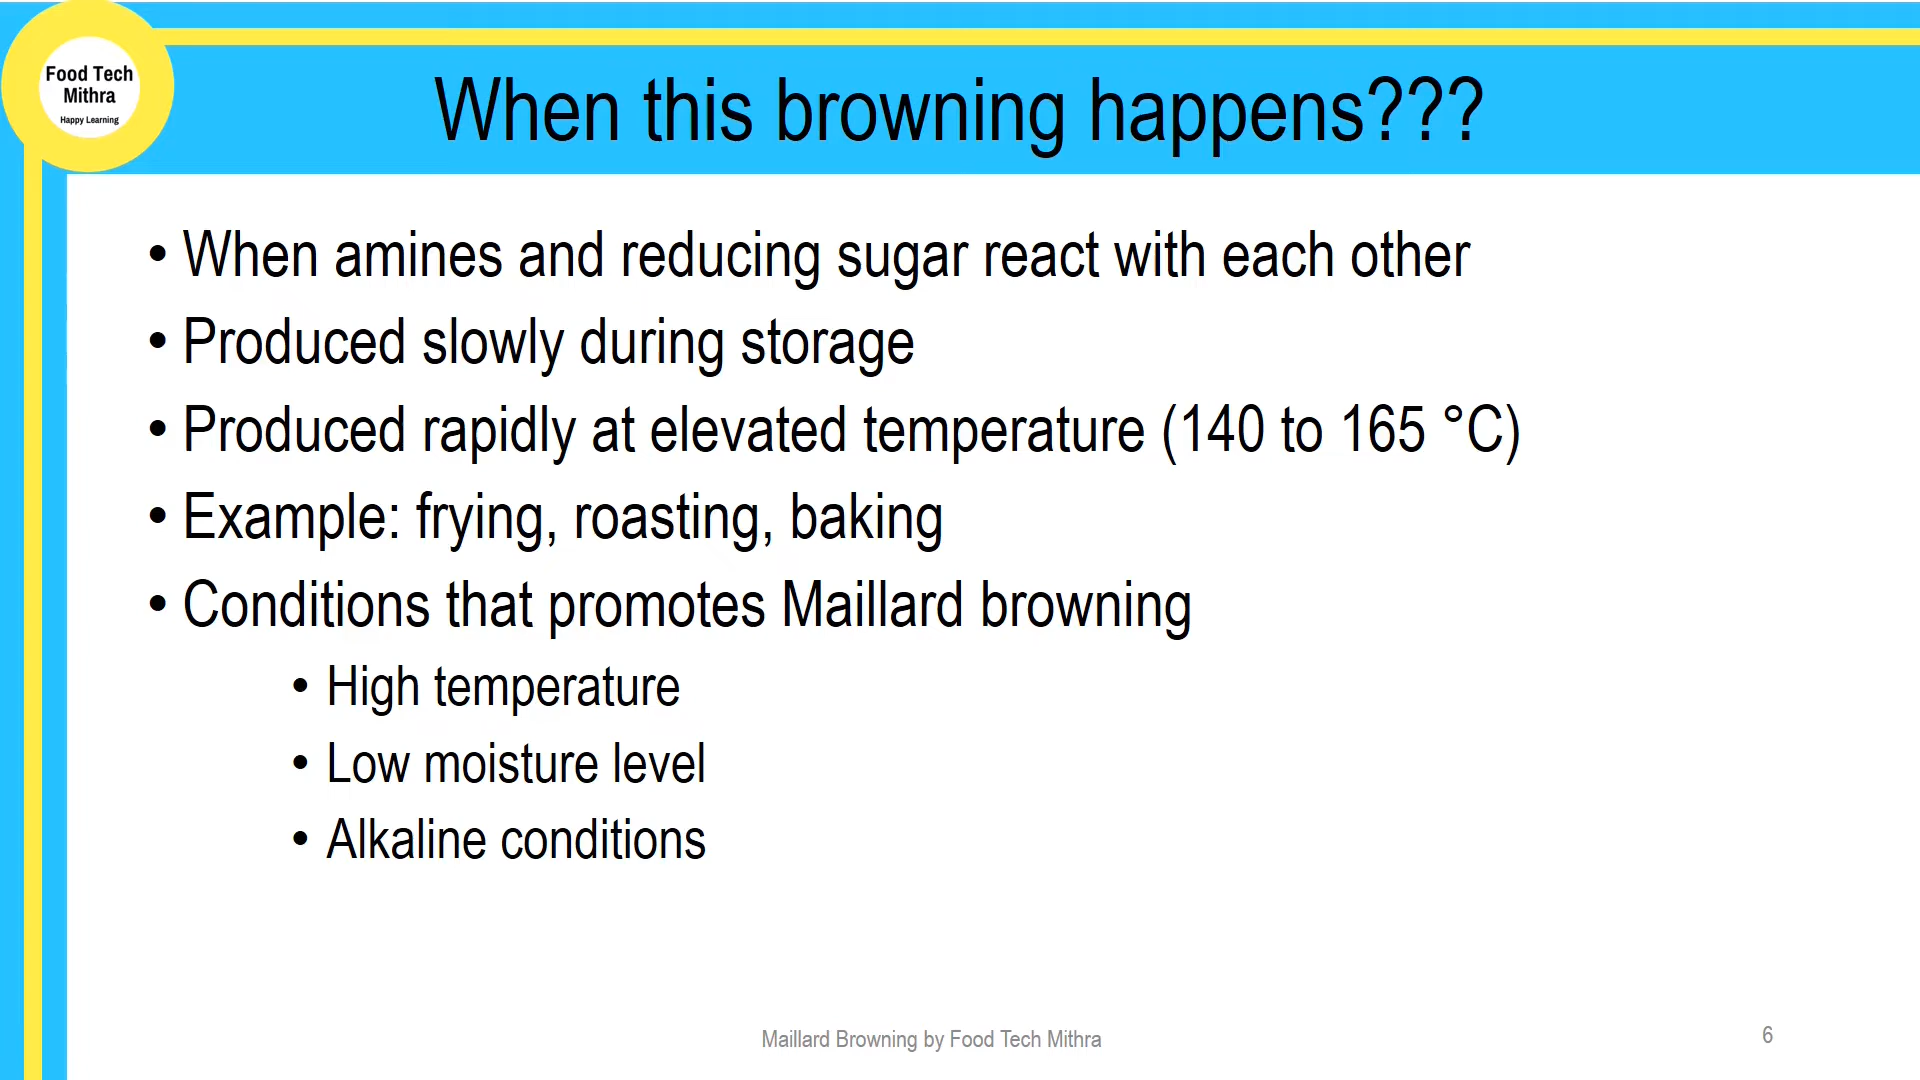 Food Tech
Mithra
Happy Learning
When this browning happens???
• When amines and reducing sugar react with each other
• Produced slowly during storage
• Produced rapidly at elevated temperature (140 to 165 °C)
• Example: frying, roasting, baking
• Conditions that promotes Maillard browning
• High temperature
• Low moisture level
• Alkaline conditions
Maillard Browning by Food Tech Mithra
6